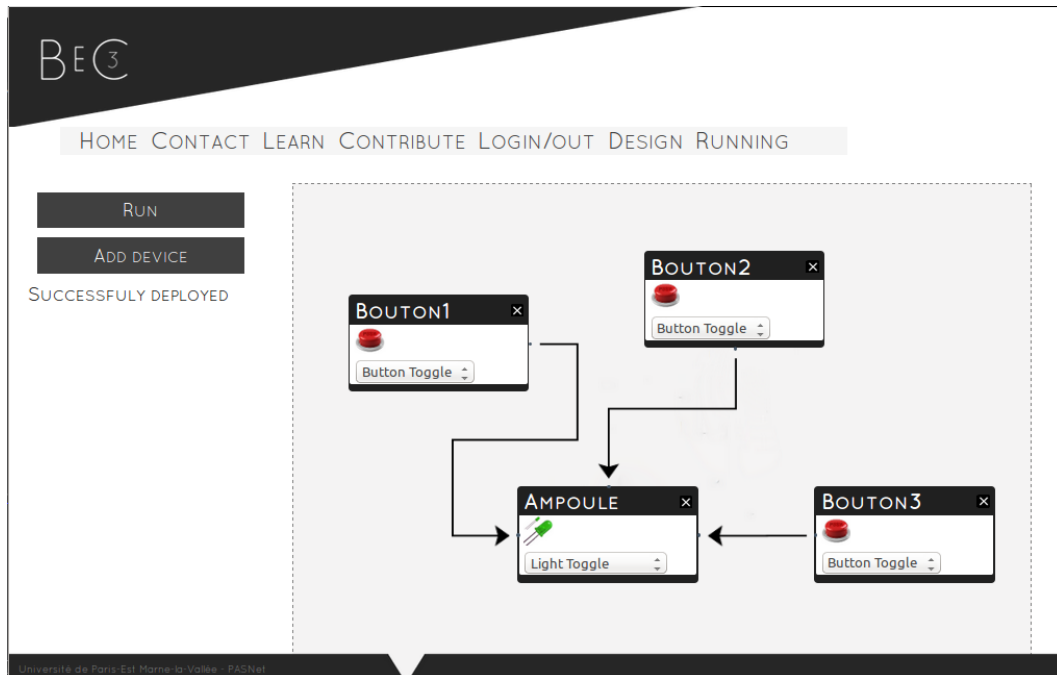 BeC3
Home Contact Learn Contribute Login/out Design Running
Run
Add device
Successfuly deployed
Bouton1
Button Toggle
Bouton2
Button Toggle
Ampoule
Light Toggle
Bouton3
Button Toggle
Université de Paris-Est Marne-la-Vallée - PASNet